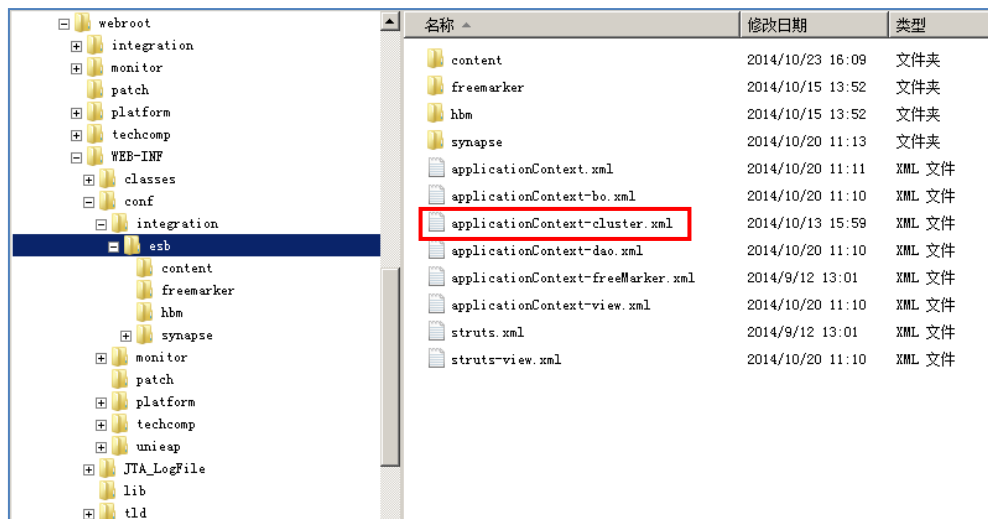 webroot
integration
monitor
patch
platform
techcomp
WEB-INF
classes
conf
integration
esb
content
freemarker
hbm
synapse
monitor
patch
platform
techcomp
unieap
JTA_LogFile
lib
tld
名称 修改日期 类型
content 2014/10/23 16:09 文件夹
freemarker 2014/10/15 13:52 文件夹
hbm 2014/10/15 13:52 文件夹
synapse 2014/10/20 11:13 文件夹
applicationContext.xml 2014/10/20 11:11 XML 文件
applicationContext-bo.xml 2014/10/20 11:10 XML 文件
applicationContext-cluster.xml 2014/10/13 15:59 XML 文件
applicationContext-dao.xml 2014/10/20 11:10 XML 文件
applicationContext-freeMarker.xml 2014/9/12 13:01 XML 文件
applicationContext-view.xml 2014/10/20 11:10 XML 文件
struts.xml 2014/9/12 13:01 XML 文件
struts-view.xml 2014/10/20 11:10 XML 文件